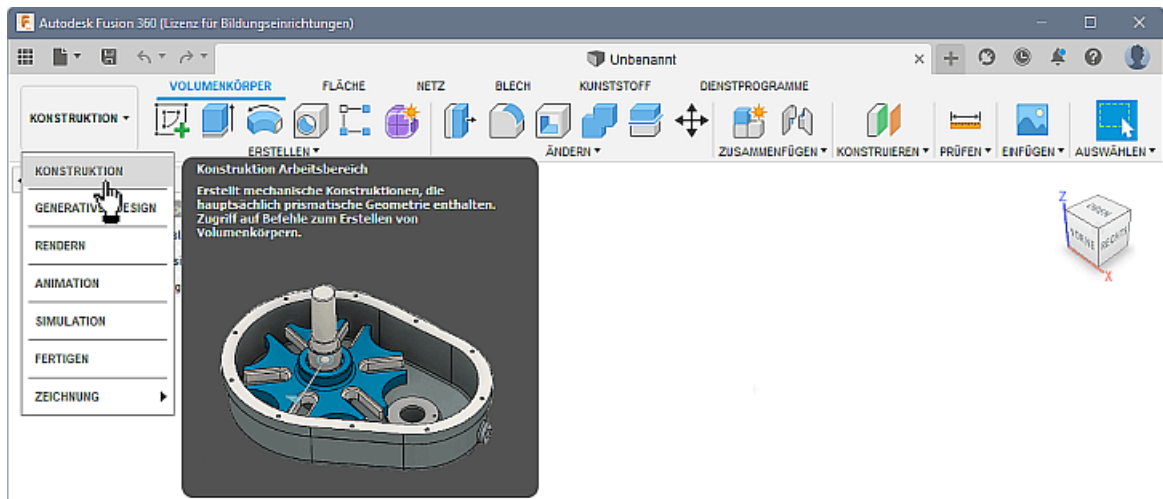 Autodesk Fusion 360 (Lizenz für Bildungseinrichtungen)
Unbenannt
VOLUMENKÖRPER FLÄCHE NETZ BLECH KUNSTSTOFF DIENSTPROGRAMME
KONSTRUKTION
ERSTELLEN ÄNDERN ZUSAMMENFÜGEN KONSTRUIEREN PRÜFEN EINFÜGEN AUSWÄHLEN
KONSTRUKTION
GENERATIVES DESIGN
RENDERN
ANIMATION
SIMULATION
FERTIGEN
ZEICHNUNG
Konstruktion Arbeitsbereich
Erstellt mechanische Konstruktionen, die
hauptsächlich prismatische Geometrie enthalten.
Zugriff auf Befehle zum Erstellen von
Volumenkörpern.
Z
OBEN
VORNE RECHTS
X